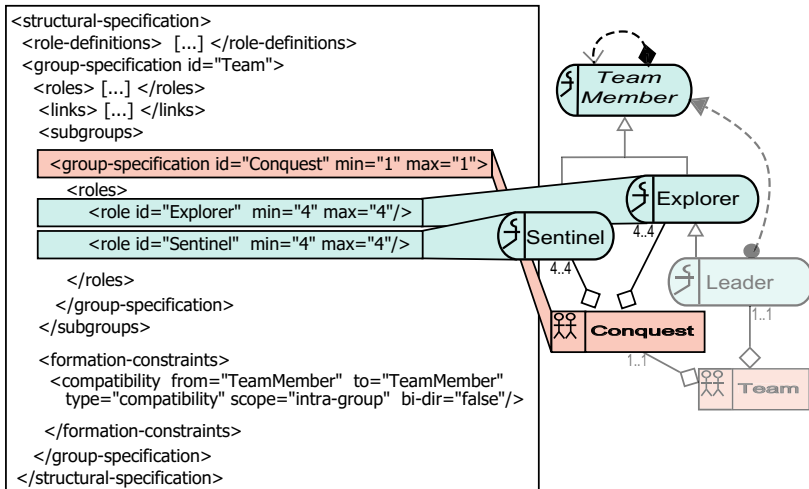 <structural-specification>
<role-definitions> [...] </role-definitions>
<group-specification id="Team">
<roles> [...] </roles>
<links> [...] </links>
<subgroups>
<group-specification id="Conquest" min="1" max="1">
<roles>
<role id="Explorer" min="4" max="4"/>
<role id="Sentinel" min="4" max="4"/>
</roles>
</group-specification>
</subgroups>
<formation-constraints>
<compatibility from="TeamMember" to="TeamMember"
type="compatibility" scope="intra-group" bi-dir="false"/>
</formation-constraints>
</group-specification>
</structural-specification>
Team
Member
Explorer
4..4
Sentinel
4..4
Leader
1..1
Conquest
1..1
Team